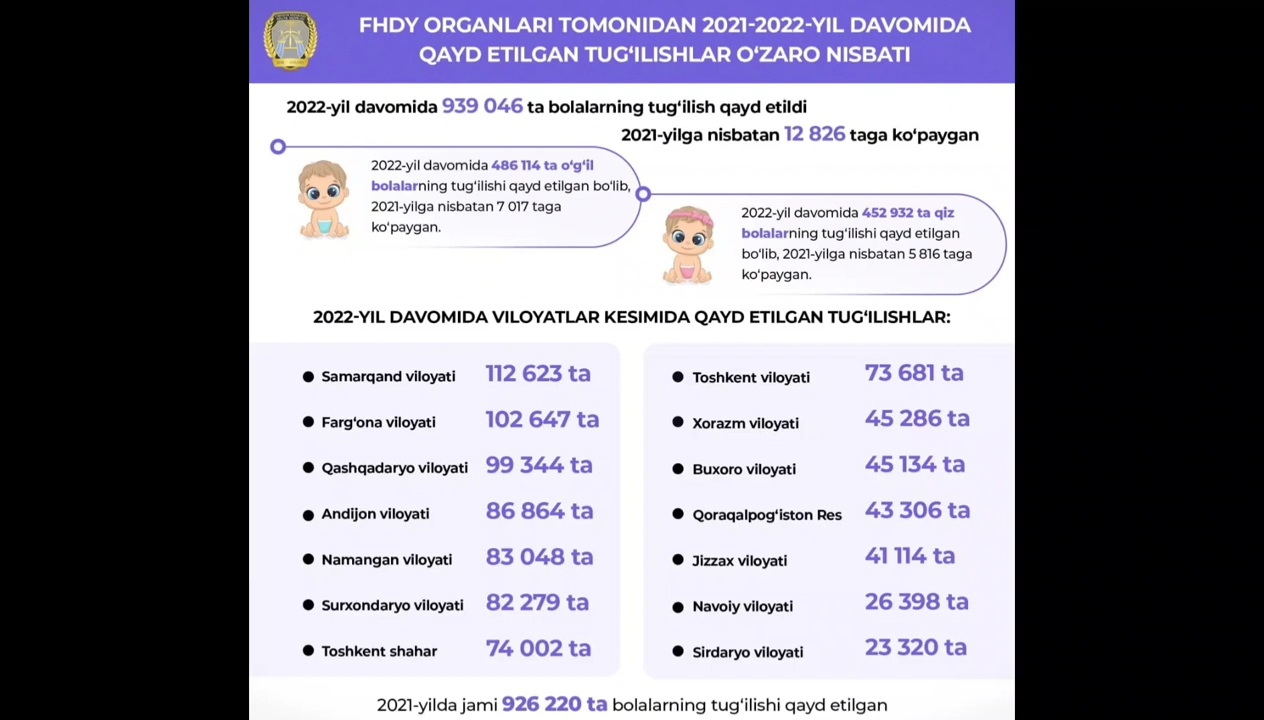 FHDY ORGANLARI TOMONIDAN 2021-2022-YIL DAVOMIDA
QAYD ETILGAN TUG‘ILISHLAR O‘ZARO NISBATI
2022-yil davomida 939 046 ta bolalarning tug‘ilish qayd etildi
2021-yilga nisbatan 12 826 taga ko‘paygan
2022-yil davomida 486 114 ta o‘g‘il
bolalarning tug‘ilishi qayd etilgan bo‘lib,
2021-yilga nisbatan 7 017 taga
ko‘paygan.
2022-yil davomida 452 932 ta qiz
bolalarning tug‘ilishi qayd etilgan
bo‘lib, 2021-yilga nisbatan 5 816 taga
ko‘paygan.
2022-YIL DAVOMIDA VILOYATLAR KESIMIDA QAYD ETILGAN TUG‘ILISHLAR:
Samarqand viloyati 112 623 ta
Farg‘ona viloyati 102 647 ta
Qashqadaryo viloyati 99 344 ta
Andijon viloyati 86 864 ta
Namangan viloyati 83 048 ta
Surxondaryo viloyati 82 279 ta
Toshkent shahar 74 002 ta
Toshkent viloyati 73 681 ta
Xorazm viloyati 45 286 ta
Buxoro viloyati 45 134 ta
Qoraqalpog‘iston Res 43 306 ta
Jizzax viloyati 41 114 ta
Navoiy viloyati 26 398 ta
Sirdaryo viloyati 23 320 ta
2021-yilda jami 926 220 ta bolalarning tug‘ilishi qayd etilgan